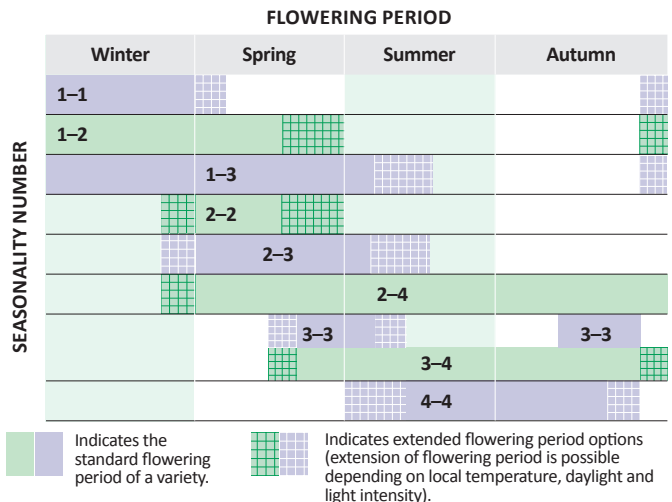 FLOWERING PERIOD
Winter Spring Summer Autumn
SEASONALITY NUMBER
1–1
1–2
1–3
2–2
2–3
2–4
3–3 3–3
3–4
4–4
Indicates the
standard flowering
period of a variety.
Indicates extended flowering period options
(extension of flowering period is possible
depending on local temperature, daylight and
light intensity).